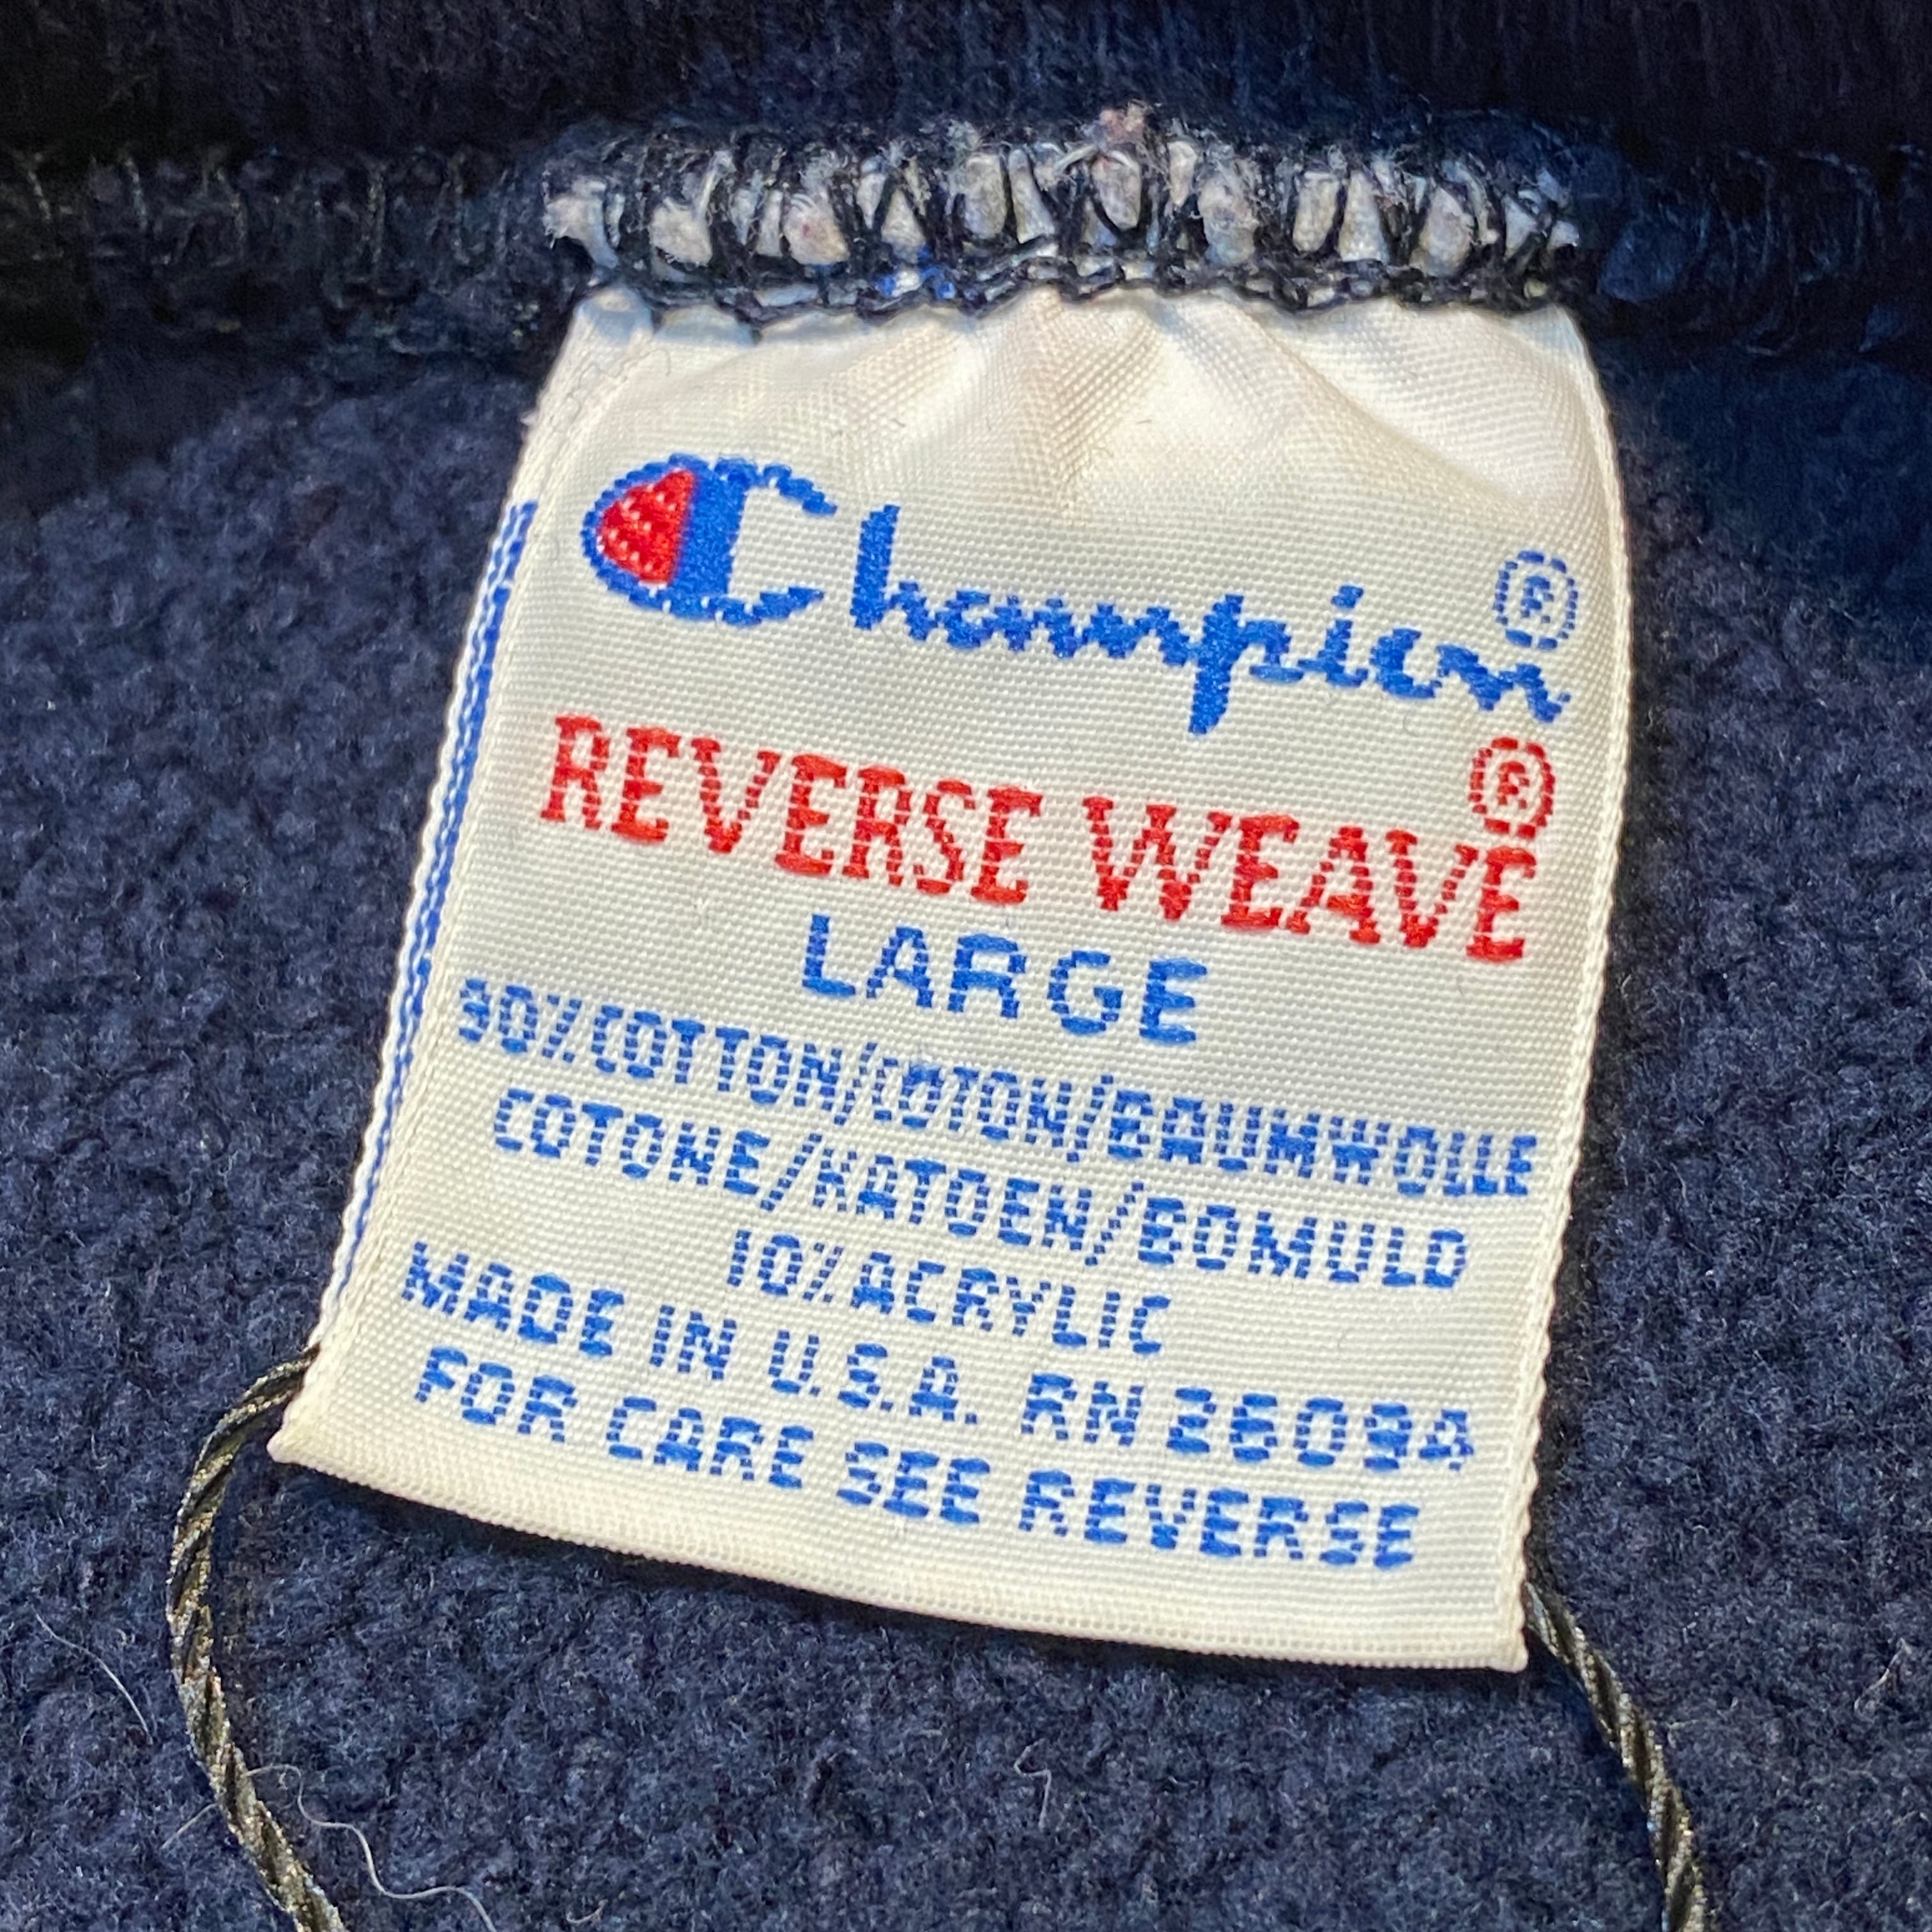 Champion®
REVERSE WEAVE®
LARGE
90% COTTON/COTON/BAUMWOLLE
COTONE/KATOEN/BOMULD
10% ACRYLIC
MADE IN U.S.A. RN 26094
FOR CARE SEE REVERSE